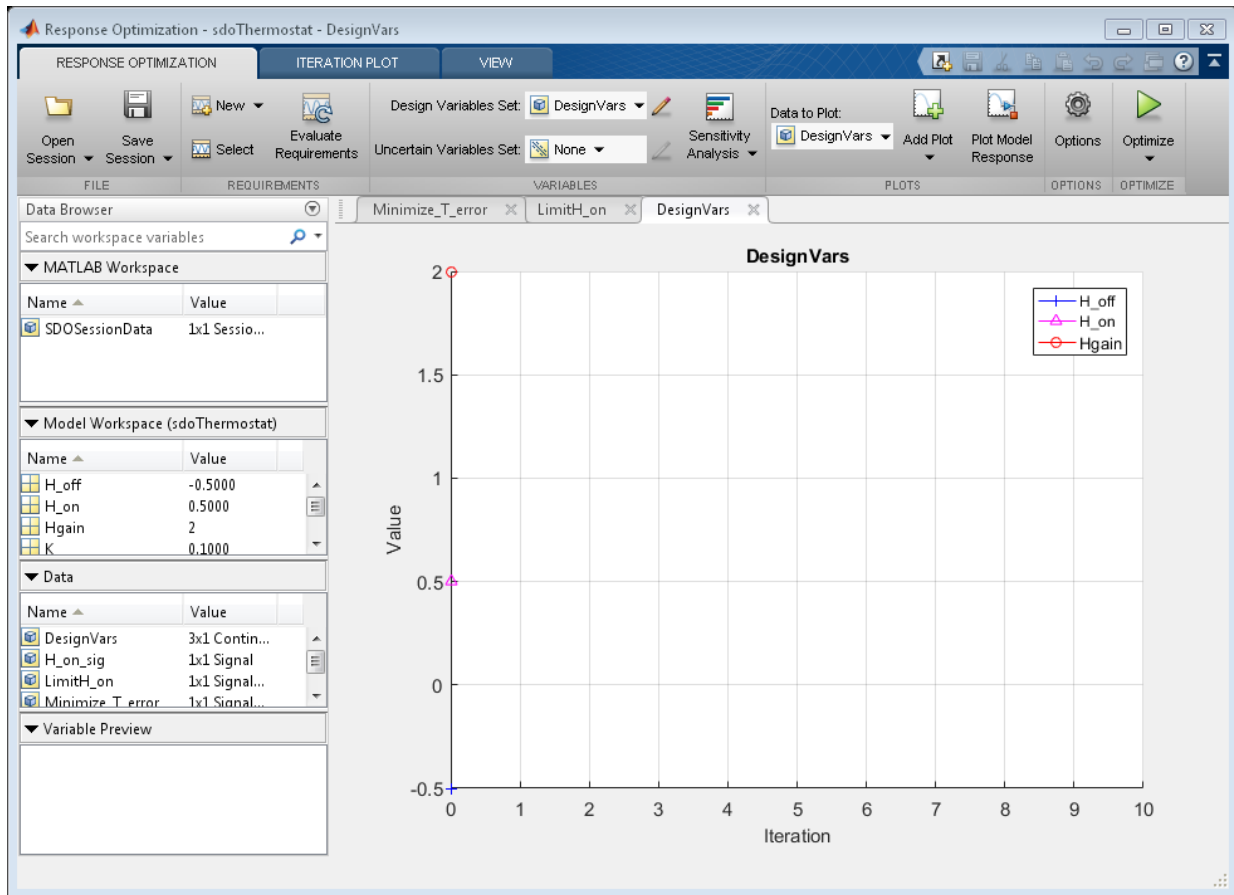 Response Optimization - sdoThermostat - DesignVars
RESPONSE OPTIMIZATION
ITERATION PLOT
VIEW
Open Session
Save Session
New
Select
Evaluate Requirements
Design Variables Set:
DesignVars
Uncertain Variables Set:
None
Sensitivity Analysis
Data to Plot:
DesignVars
Add Plot
Plot Model Response
Options
Optimize
FILE
REQUIREMENTS
VARIABLES
PLOTS
OPTIONS
OPTIMIZE
Data Browser
Search workspace variables
MATLAB Workspace
Name Value
SDOSessionData 1x1 Sessio...
Model Workspace (sdoThermostat)
Name Value
H_off -0.5000
H_on 0.5000
Hgain 2
K 0.1000
Data
Name Value
DesignVars 3x1 Contin...
H_on_sig 1x1 Signal
LimitH_on 1x1 Signal...
Minimize_T_error 1x1 Signal...
Variable Preview
Minimize_T_error
LimitH_on
DesignVars
DesignVars
H_off
H_on
Hgain
Value
2
1.5
1
0.5
0
-0.5
0 1 2 3 4 5 6 7 8 9 10
Iteration